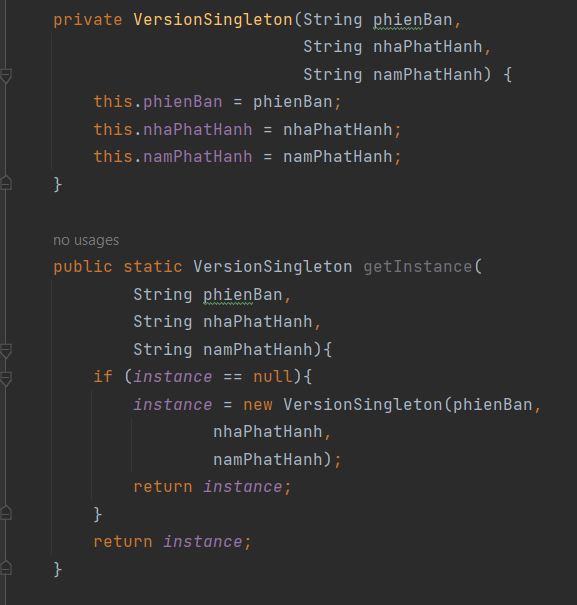 private VersionSingleton(String phienBan,
String nhaPhatHanh,
String namPhatHanh) {
this.phienBan = phienBan;
this.nhaPhatHanh = nhaPhatHanh;
this.namPhatHanh = namPhatHanh;
}
no usages
public static VersionSingleton getInstance(
String phienBan,
String nhaPhatHanh,
String namPhatHanh){
if (instance == null){
instance = new VersionSingleton(phienBan,
nhaPhatHanh,
namPhatHanh);
return instance;
}
return instance;
}